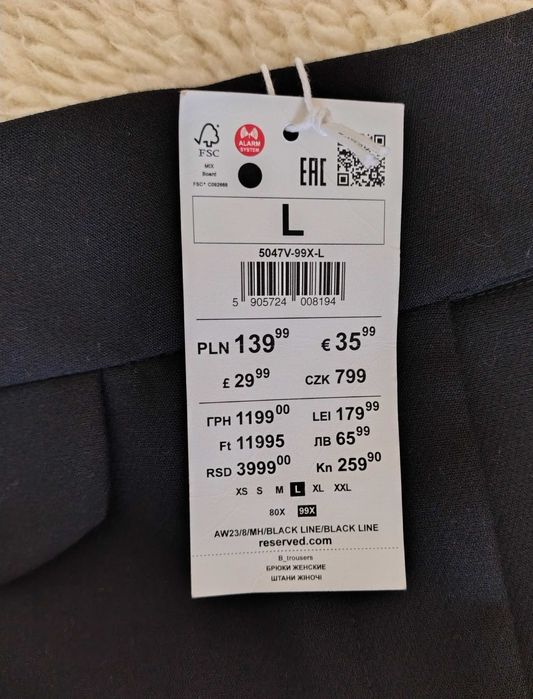 FSC
MIX
Board
FSC® C092668
ALARM
SYSTEM
EAC
L
5047V-99X-L
5 905724 008194
PLN 139 99 € 35 99
£ 29 99 CZK 799
ГРН 1199 00 LEI 179 99
Ft 11995 ЛВ 65 99
RSD 3999 00 Kn 259 90
XS S M L XL XXL
80X 99X
AW23/8/MH/BLACK LINE/BLACK LINE
reserved.com
B_trousers
БРЮКИ ЖЕНСКИЕ
ШТАНИ ЖІНОЧІ